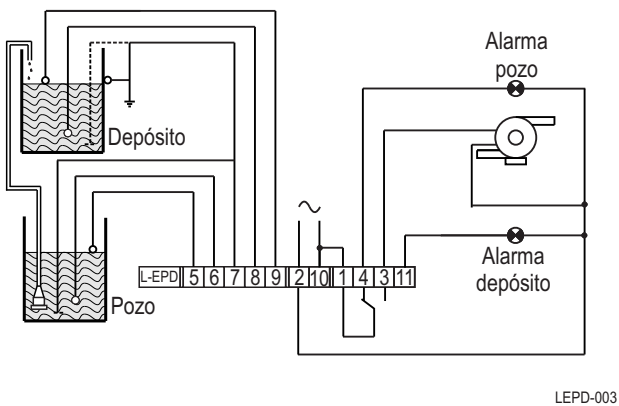 Alarma
pozo
Depósito
Alarma
depósito
L-EPD 5 6 7 8 9 2 10 1 4 3 11
Pozo
LEPD-003